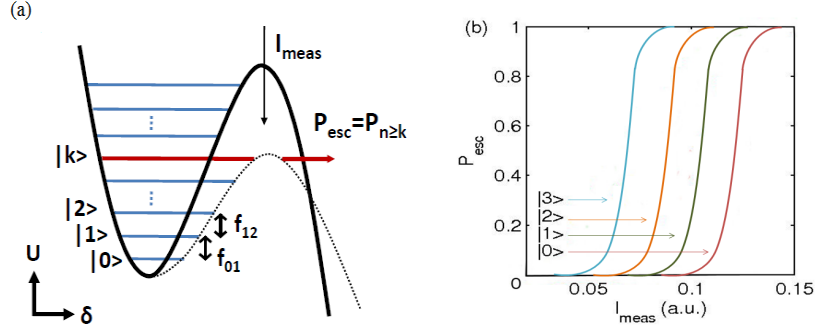 (a)
I_meas
P_esc=P_n≥k
|k>
|2>
|1>
|0>
f_12
f_01
U
δ
(b)
P_esc
1
0.8
0.6
0.4
0.2
0
|3>
|2>
|1>
|0>
0.05
0.1
0.15
I_meas (a.u.)